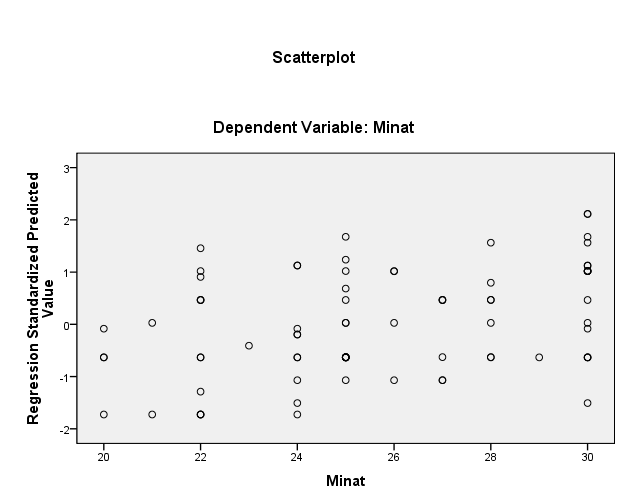 Scatterplot
Dependent Variable: Minat
Regression Standardized Predicted
Value
3
2
1
0
-1
-2
20
22
24
26
28
30
Minat